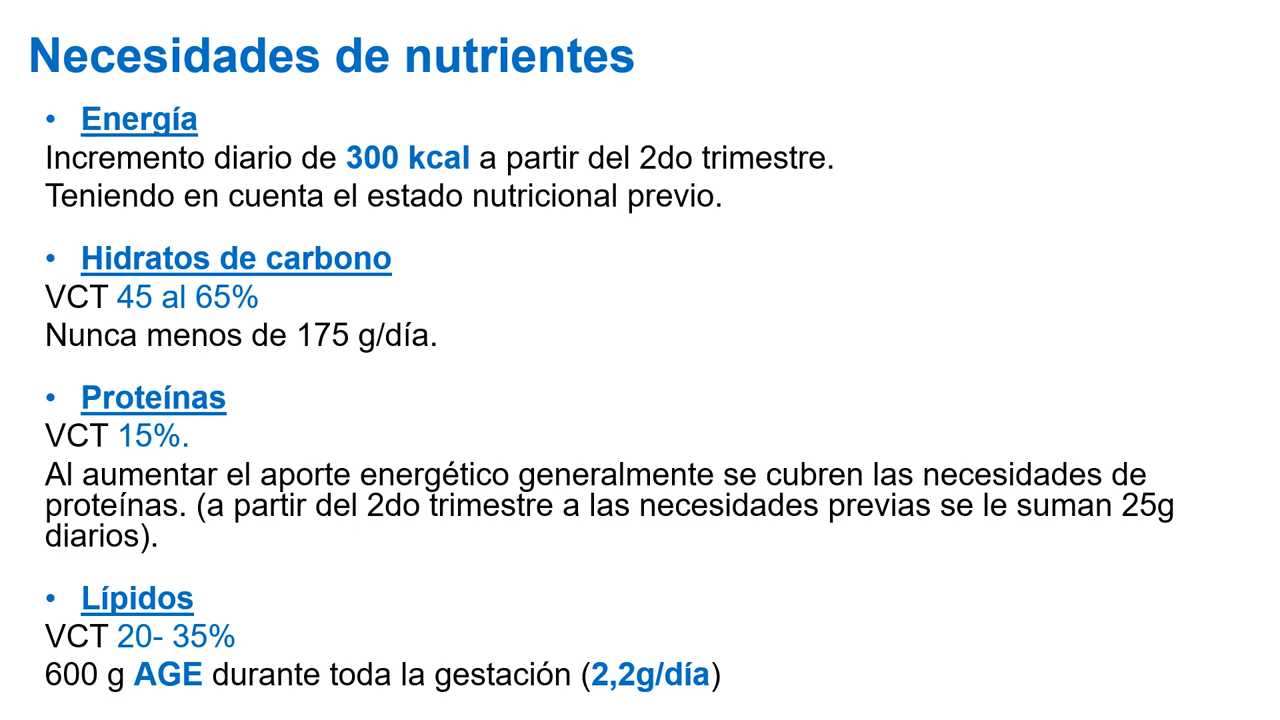 Necesidades de nutrientes
• Energía
Incremento diario de 300 kcal a partir del 2do trimestre.
Teniendo en cuenta el estado nutricional previo.
• Hidratos de carbono
VCT 45 al 65%
Nunca menos de 175 g/día.
• Proteínas
VCT 15%.
Al aumentar el aporte energético generalmente se cubren las necesidades de
proteínas. (a partir del 2do trimestre a las necesidades previas se le suman 25g
diarios).
• Lípidos
VCT 20- 35%
600 g AGE durante toda la gestación (2,2g/día)